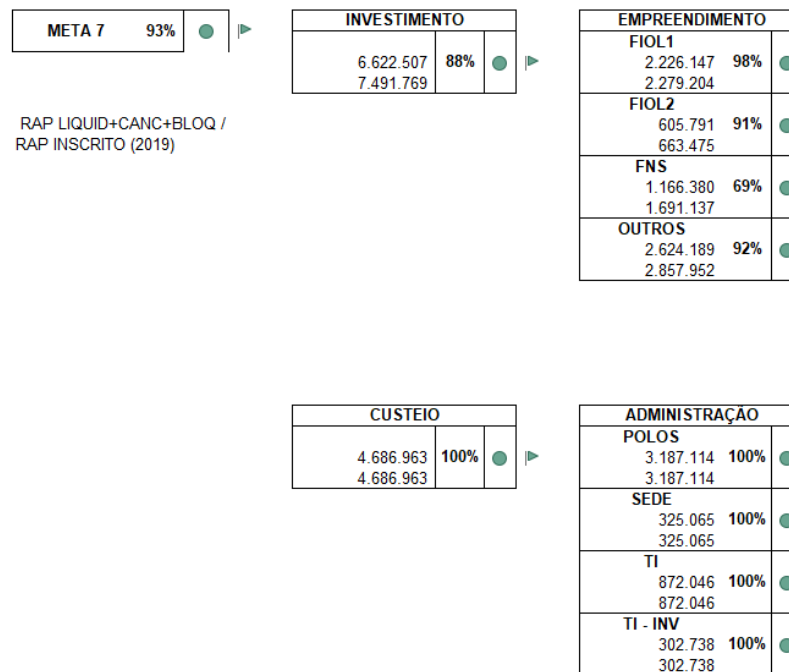 META 7 93%
RAP LIQUID+CANC+BLOQ /
RAP INSCRITO (2019)
INVESTIMENTO
6.622.507 88%
7.491.769
EMPREENDIMENTO
FIOL1
2.226.147 98%
2.279.204
FIOL2
605.791 91%
663.475
FNS
1.166.380 69%
1.691.137
OUTROS
2.624.189 92%
2.857.952
CUSTEIO
4.686.963 100%
4.686.963
ADMINISTRAÇÃO
POLOS
3.187.114 100%
3.187.114
SEDE
325.065 100%
325.065
TI
872.046 100%
872.046
TI - INV
302.738 100%
302.738